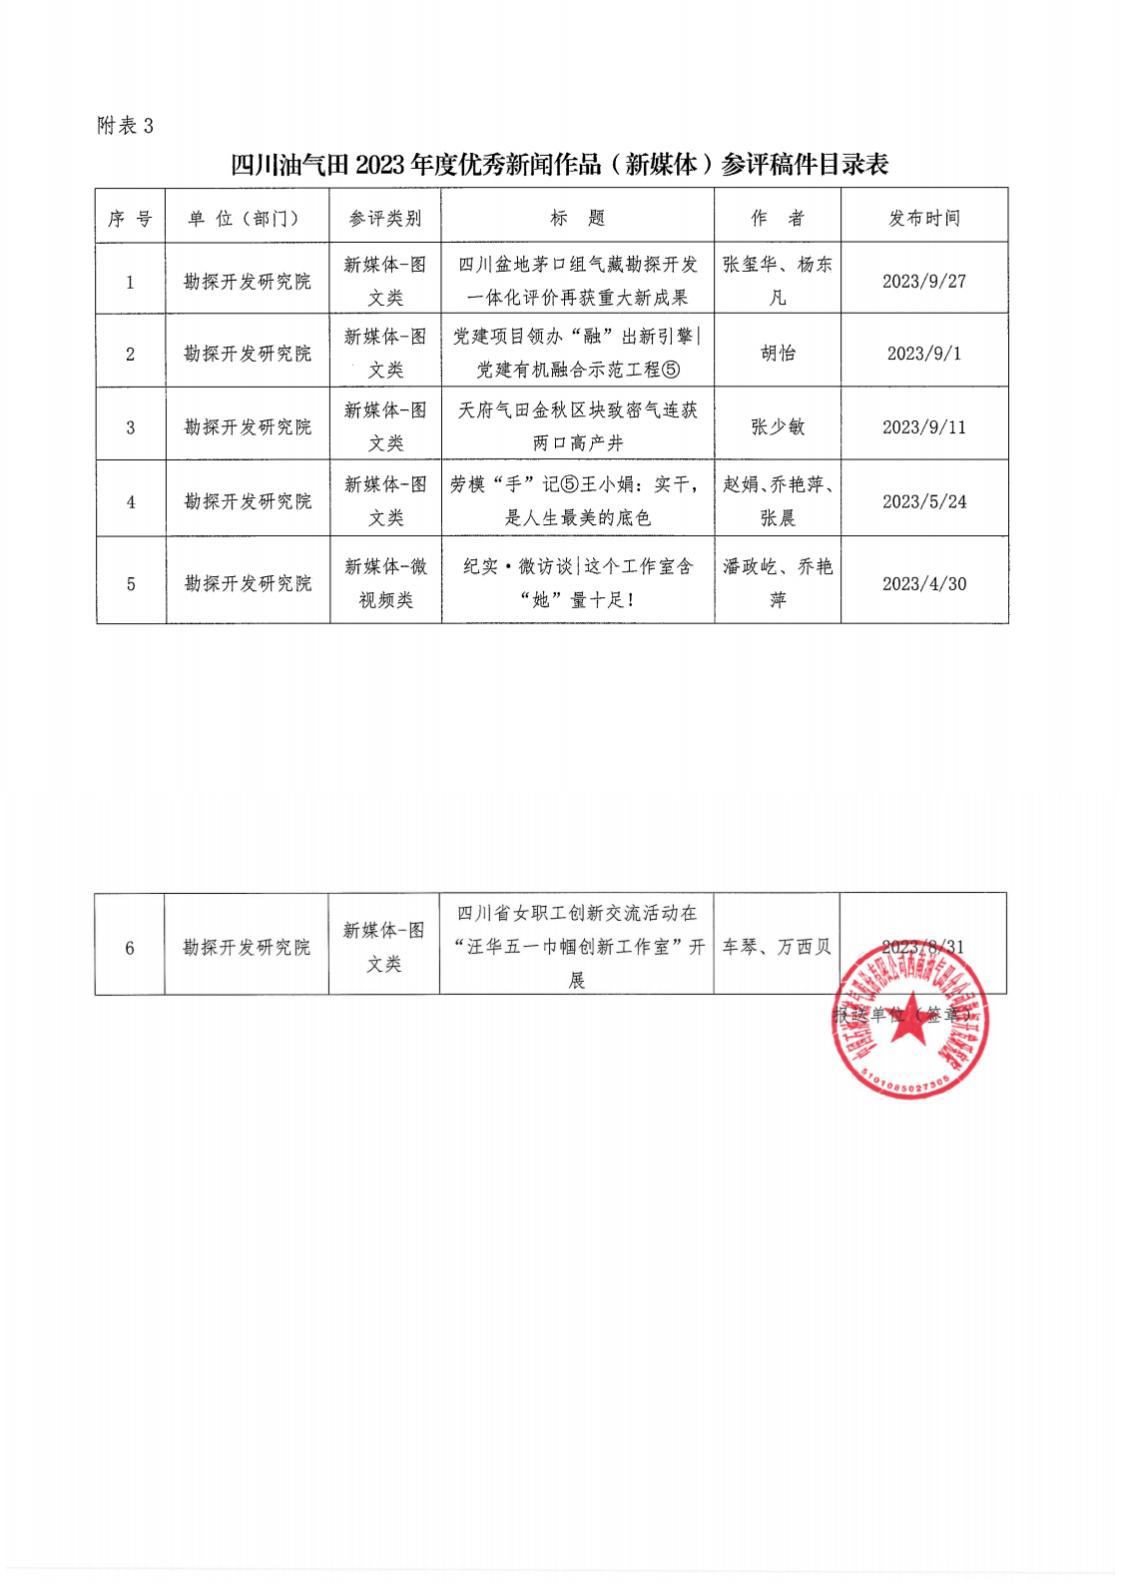 附表 3
四川油气田 2023 年度优秀新闻作品（新媒体）参评稿件目录表
序 号 单 位（部门） 参评类别 标 题 作 者 发布时间
1 勘探开发研究院 新媒体-图文类 四川盆地茅口组气藏勘探开发一体化评价再获重大新成果 张玺华、杨东凡 2023/9/27
2 勘探开发研究院 新媒体-图文类 党建项目领办“融”出新引擎|党建有机融合示范工程⑤ 胡怡 2023/9/1
3 勘探开发研究院 新媒体-图文类 天府气田金秋区块致密气连获两口高产井 张少敏 2023/9/11
4 勘探开发研究院 新媒体-图文类 劳模“手”记⑤王小娟：实干，是人生最美的底色 赵娟、乔艳萍、张晨 2023/5/24
5 勘探开发研究院 新媒体-微视频类 纪实·微访谈|这个工作室含“她”量十足！ 潘政屹、乔艳萍 2023/4/30
6 勘探开发研究院 新媒体-图文类 四川省女职工创新交流活动在“汪华五一巾帼创新工作室”开展 车琴、万西贝 2023/8/31
报送单位（签章）
5101085027305